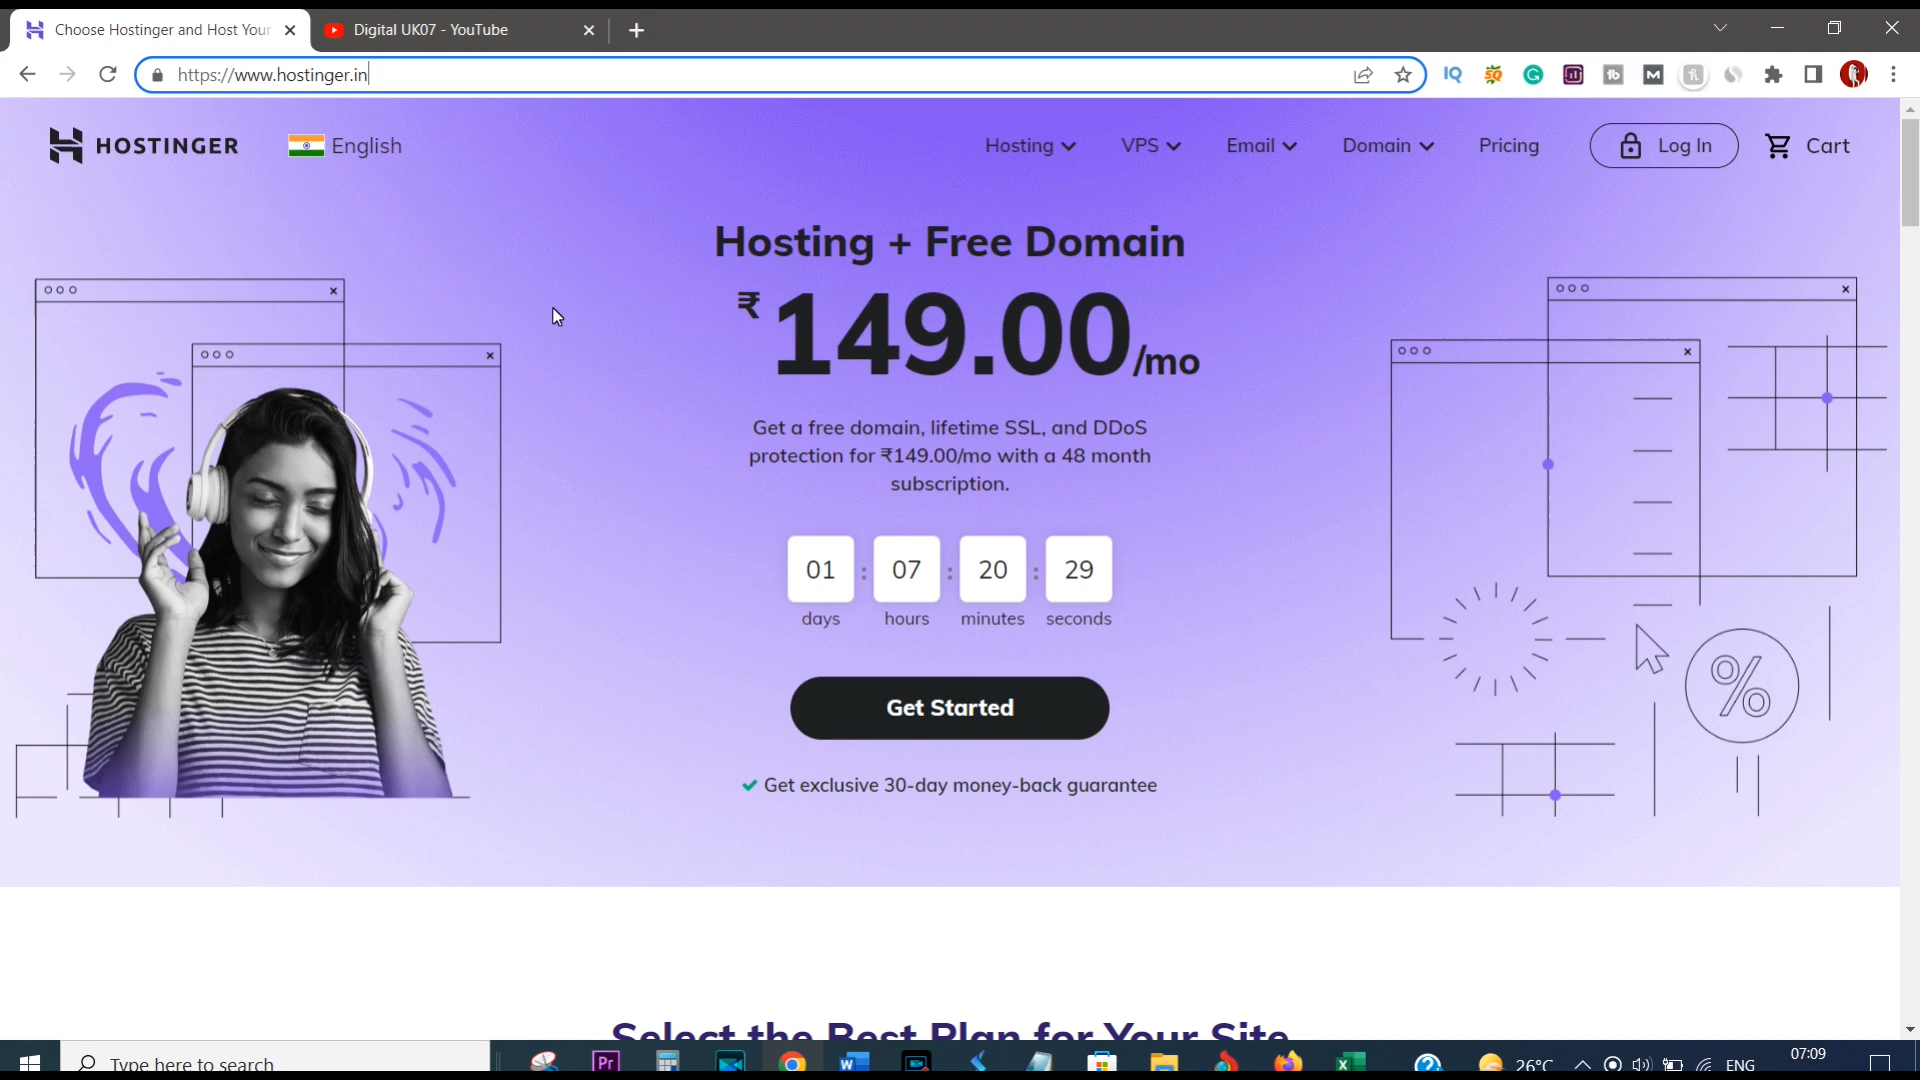 Choose Hostinger and Host Your
Digital UK07 - YouTube
https://www.hostinger.in
HOSTINGER
English
Hosting
VPS
Email
Domain
Pricing
Log In
Cart
Hosting + Free Domain
₹149.00/mo
Get a free domain, lifetime SSL, and DDoS
protection for ₹149.00/mo with a 48 month
subscription.
01 : 07 : 20 : 29
days hours minutes seconds
Get Started
Get exclusive 30-day money-back guarantee
Select the Best Plan for Your Site
Type here to search
26°C
ENG
07:09